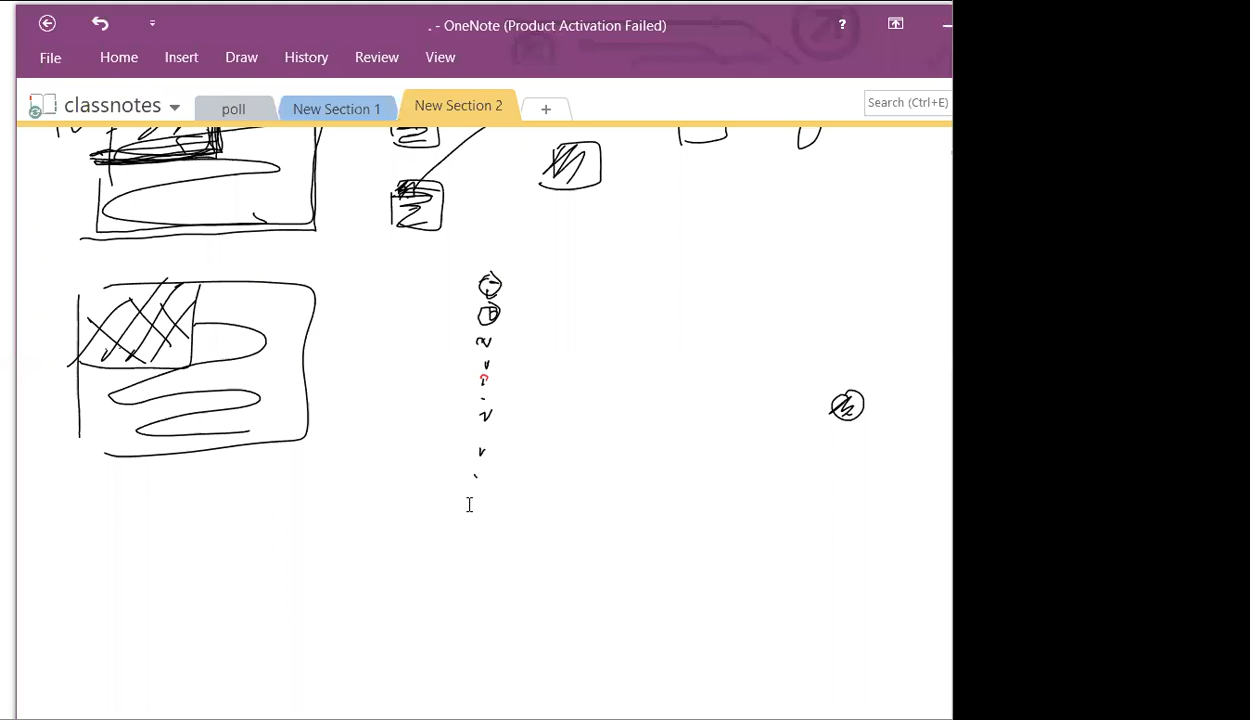 . - OneNote (Product Activation Failed) ?
File Home Insert Draw History Review View
classnotes poll New Section 1 New Section 2 + Search (Ctrl+E)